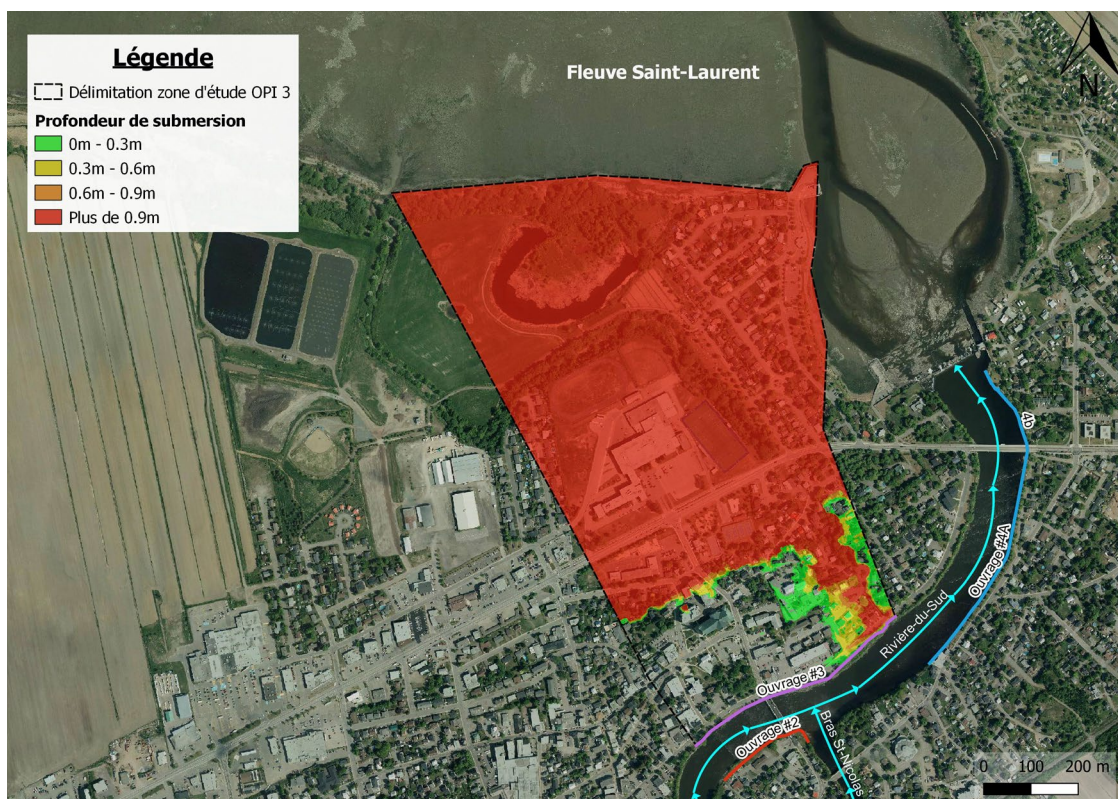 Légende
Délimitation zone d'étude OPI 3
Profondeur de submersion
0m - 0.3m
0.3m - 0.6m
0.6m - 0.9m
Plus de 0.9m
Fleuve Saint-Laurent
N
4b
Ouvrage #4A
Rivière-du-Sud
Ouvrage #3
Ouvrage #2
Bras St-Nicolas
0 100 200 m